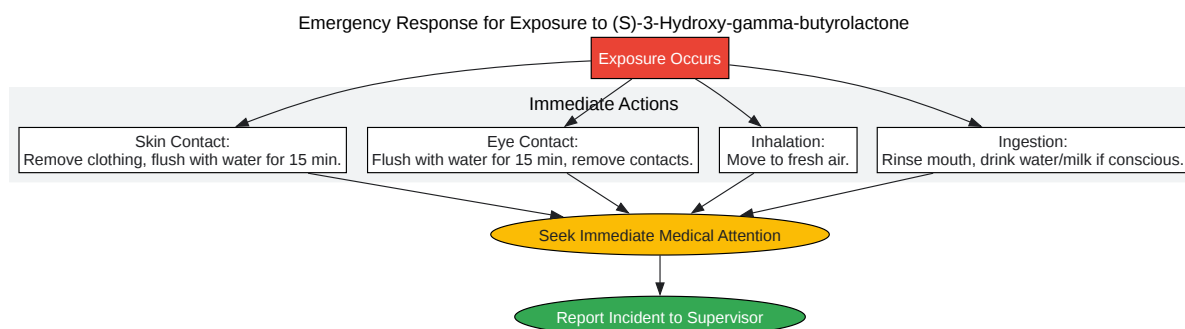 Emergency Response for Exposure to (S)-3-Hydroxy-gamma-butyrolactone
Exposure Occurs
Immediate Actions
Skin Contact:
Remove clothing, flush with water for 15 min.
Eye Contact:
Flush with water for 15 min, remove contacts.
Inhalation:
Move to fresh air.
Ingestion:
Rinse mouth, drink water/milk if conscious.
Seek Immediate Medical Attention
Report Incident to Supervisor